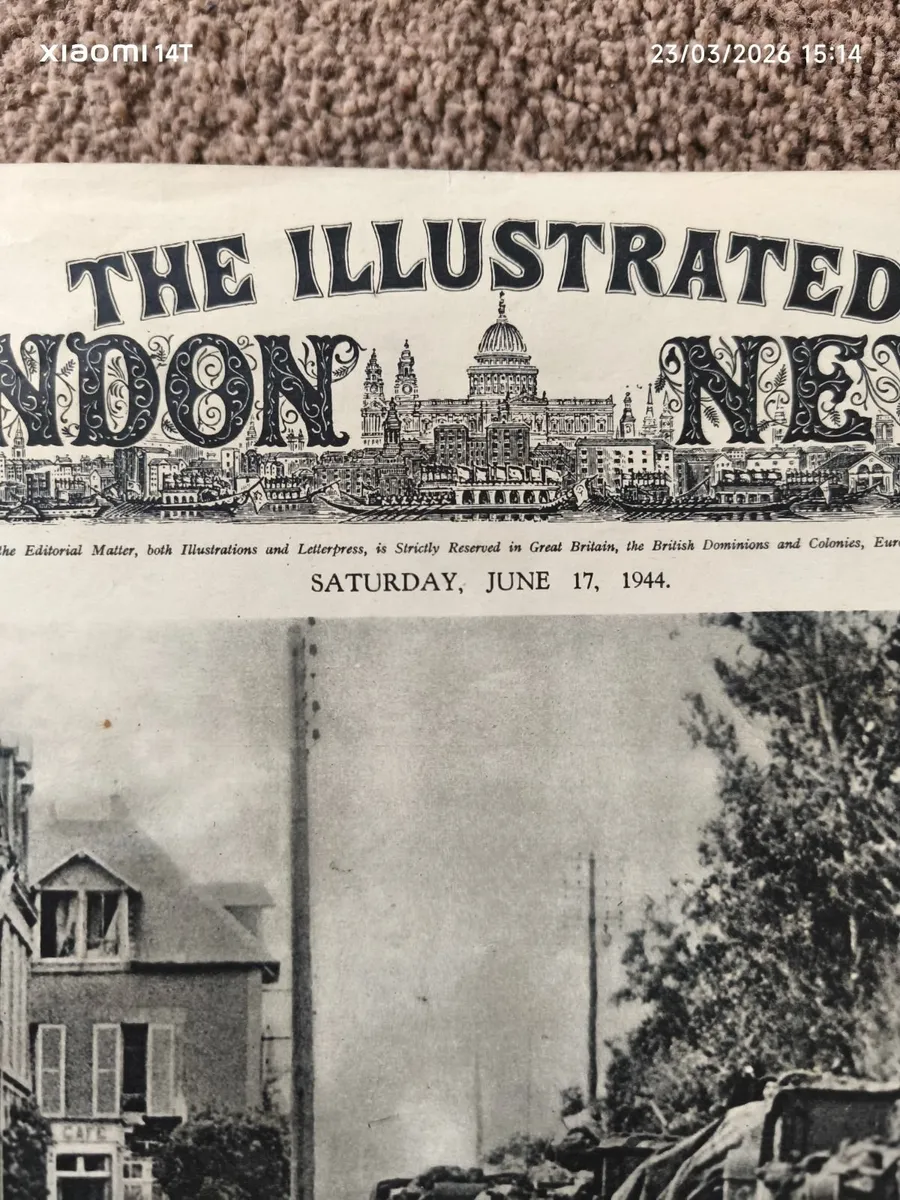 xiaomi 14T
23/03/2026 15:14
THE ILLUSTRATED
NDON NE
the Editorial Matter, both Illustrations and Letterpress, is Strictly Reserved in Great Britain, the British Dominions and Colonies, Eur
SATURDAY, JUNE 17, 1944.
CAFE